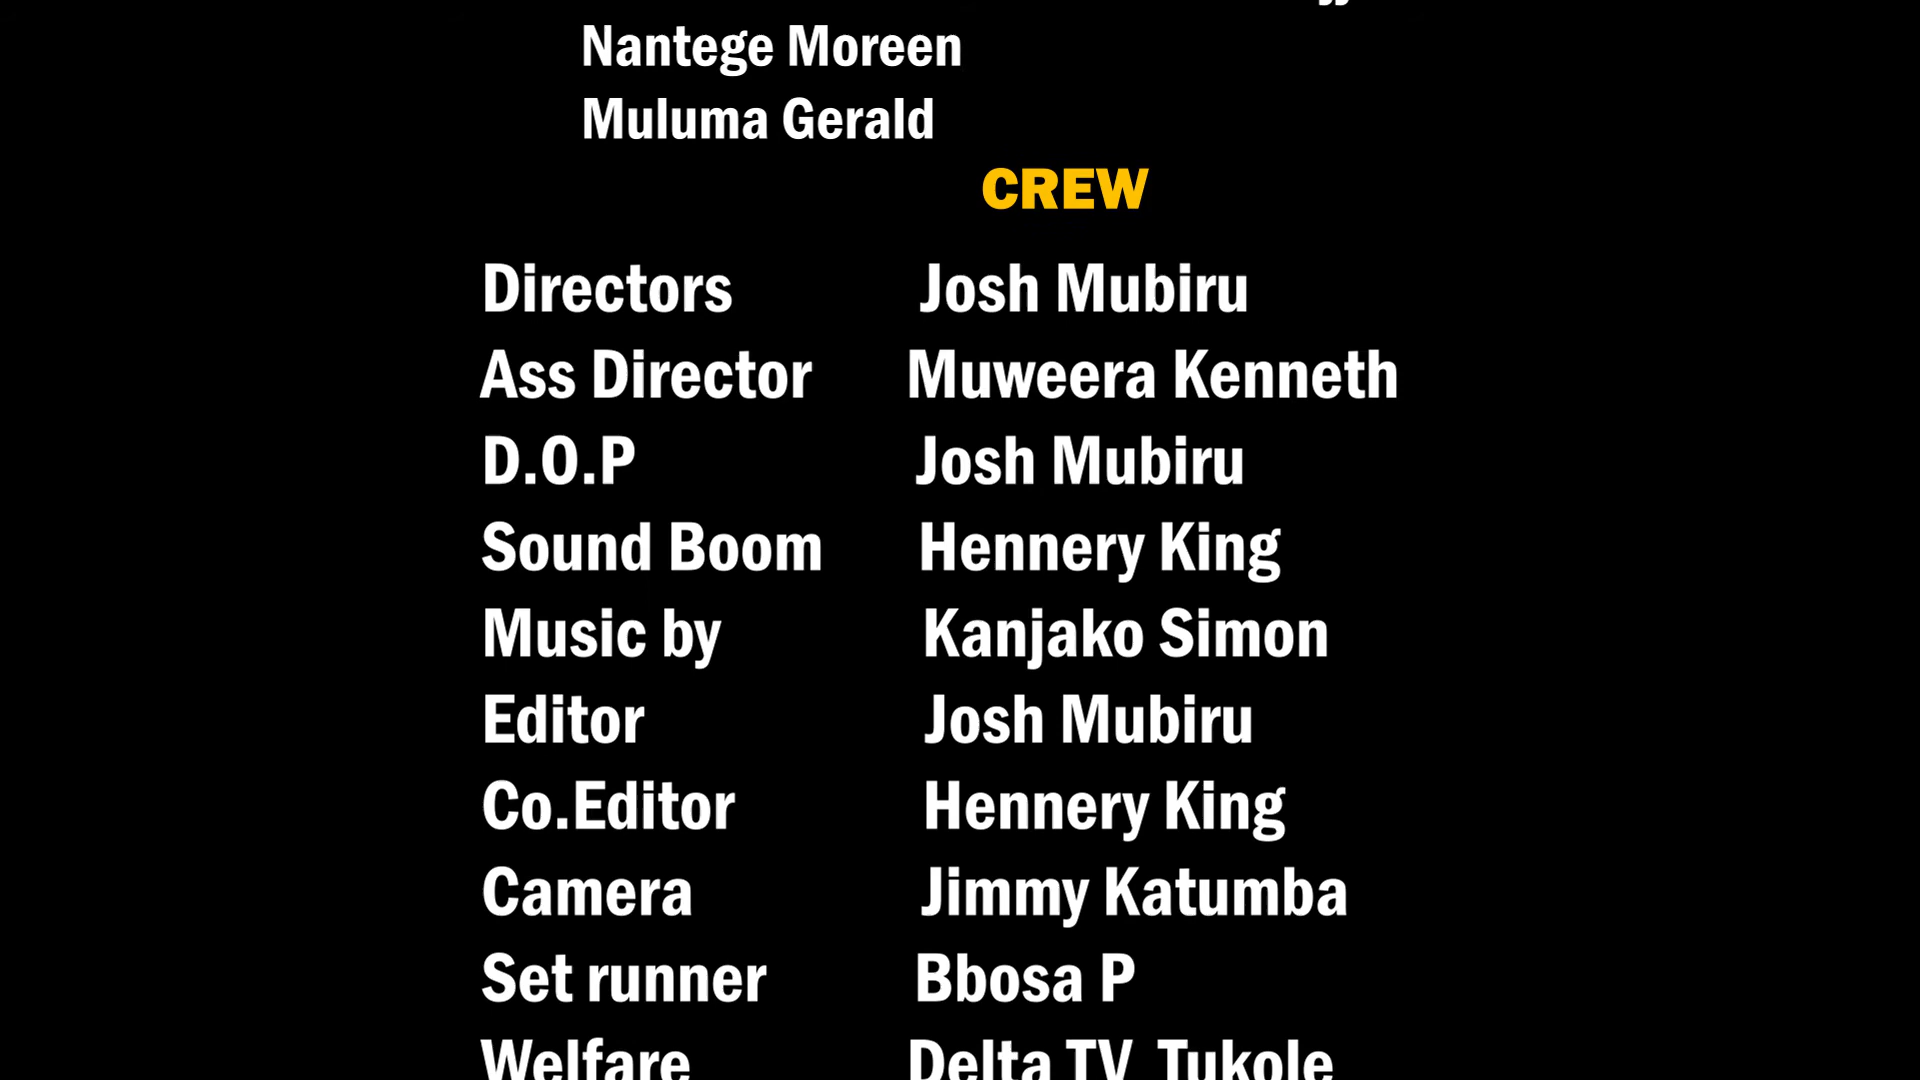 Nantege Moreen
Muluma Gerald
CREW
Directors Josh Mubiru
Ass Director Muweera Kenneth
D.O.P Josh Mubiru
Sound Boom Hennery King
Music by Kanjako Simon
Editor Josh Mubiru
Co.Editor Hennery King
Camera Jimmy Katumba
Set runner Bbosa P
Welfare Delta TV Tukole